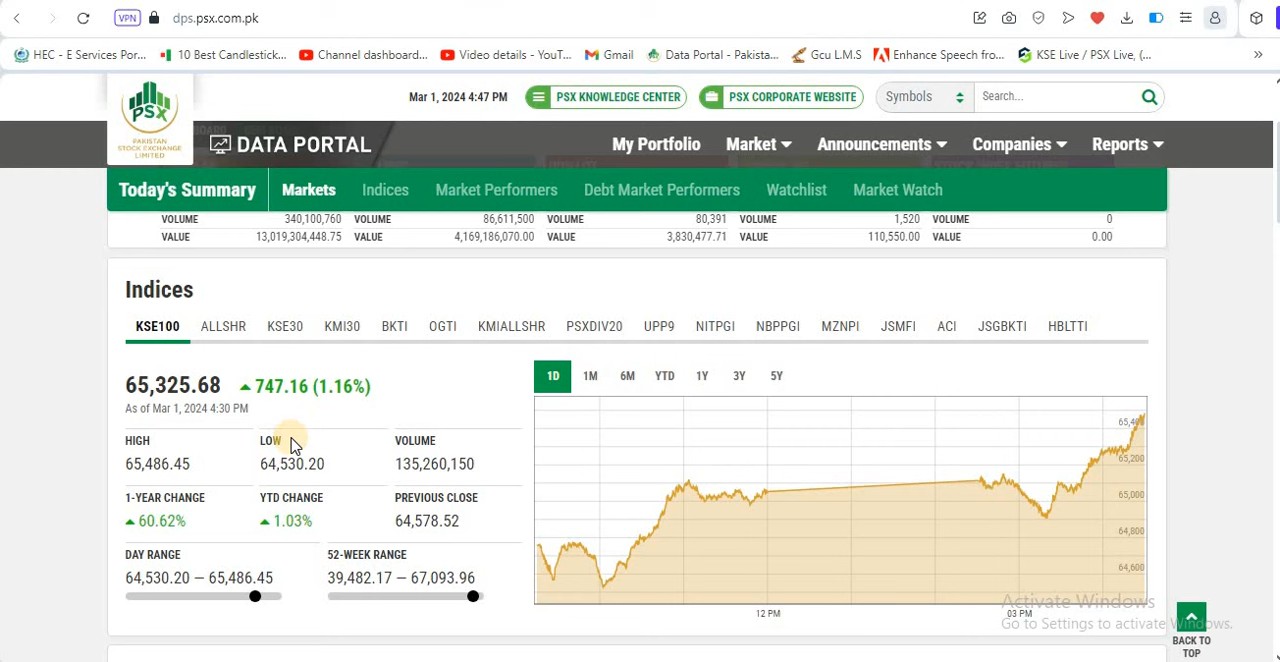 VPN dps.psx.com.pk
HEC - E Services Por... 10 Best Candlestick... Channel dashboard... Video details - YouT... Gmail Data Portal - Pakista... Gcu L.M.S Enhance Speech fro... KSE Live / PSX Live, (... »
PSX
PAKISTAN
STOCK EXCHANGE
LIMITED
Mar 1, 2024 4:47 PM PSX KNOWLEDGE CENTER PSX CORPORATE WEBSITE Symbols Search...
DATA PORTAL My Portfolio Market Announcements Companies Reports
Today's Summary Markets Indices Market Performers Debt Market Performers Watchlist Market Watch
VOLUME 340,100,760 VOLUME 86,611,500 VOLUME 80,391 VOLUME 1,520 VOLUME 0
VALUE 13,019,304,448.75 VALUE 4,169,186,070.00 VALUE 3,830,477.71 VALUE 110,550.00 VALUE 0.00
Indices
KSE100 ALLSHR KSE30 KMI30 BKTI OGTI KMIALLSHR PSXDIV20 UPP9 NITPGI NBPPGI MZNPI JSMFI ACI JSGBKTI HBLTTI
65,325.68 747.16 (1.16%)
As of Mar 1, 2024 4:30 PM
HIGH LOW VOLUME
65,486.45 64,530.20 135,260,150
1-YEAR CHANGE YTD CHANGE PREVIOUS CLOSE
60.62% 1.03% 64,578.52
DAY RANGE 52-WEEK RANGE
64,530.20 — 65,486.45 39,482.17 — 67,093.96
1D 1M 6M YTD 1Y 3Y 5Y
65,200
65,000
64,800
64,600
12 PM 03 PM
Activate Windows
Go to Settings to activate Windows.
BACK TO
TOP